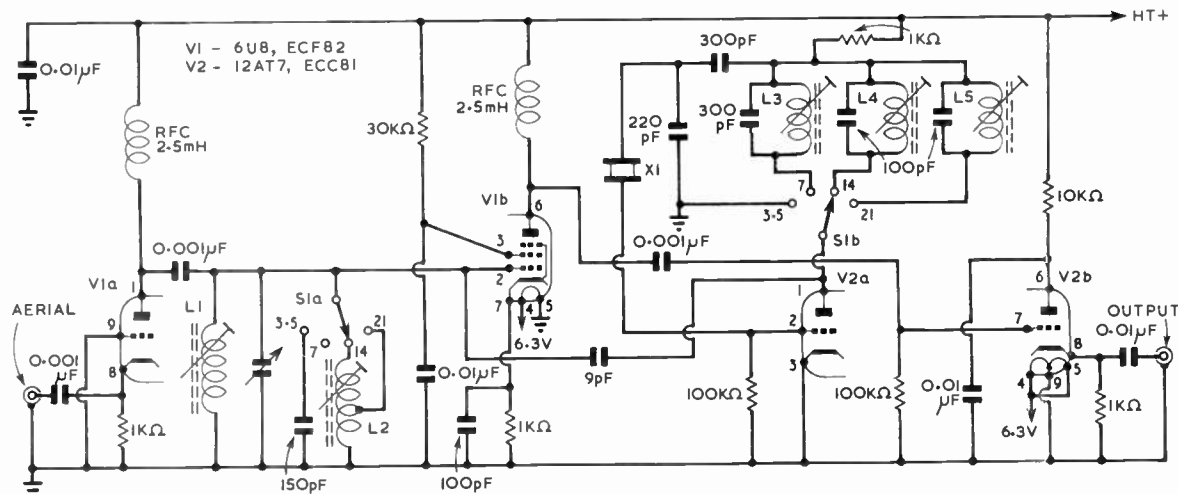 HT+
V1 - 6U8, ECF82
V2 - 12AT7, ECC81
0.01μF
RFC
2.5mH
30KΩ
RFC
2.5mH
300pF
1KΩ
L3
L4
L5
300
pF
220
pF
100pF
X1
7
14
3.5
21
S1b
10KΩ
V1b
6
3
2
7
4
5
6.3V
0.001μF
0.001μF
V1a
1
9
8
AERIAL
0.001
μF
1KΩ
L1
S1a
3.5
7
14
21
L2
150pF
0.01μF
100pF
1KΩ
9pF
V2a
1
2
3
100KΩ
7
100KΩ
0.01
μF
6
V2b
OUTPUT
0.01μF
8
4
9
5
6.3V
1KΩ